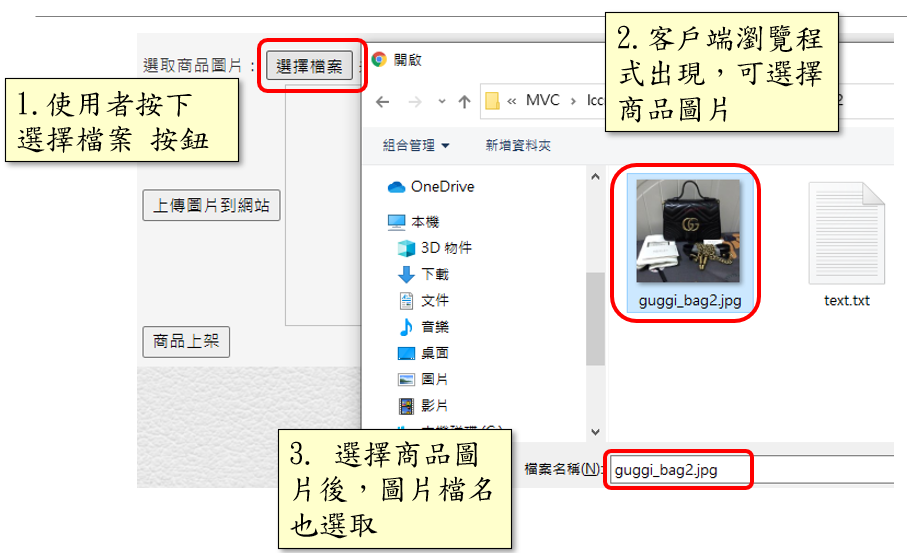 選取商品圖片：
選擇檔案
1.使用者按下
選擇檔案 按鈕
上傳圖片到網站
商品上架
開啟
2.客戶端瀏覽程
式出現，可選擇
商品圖片
« MVC › Icc
2
組合管理
新增資料夾
OneDrive
本機
3D 物件
下載
文件
音樂
桌面
圖片
影片
guggi_bag2.jpg
text.txt
3. 選擇商品圖
片後，圖片檔名
也選取
檔案名稱(N):
guggi_bag2.jpg